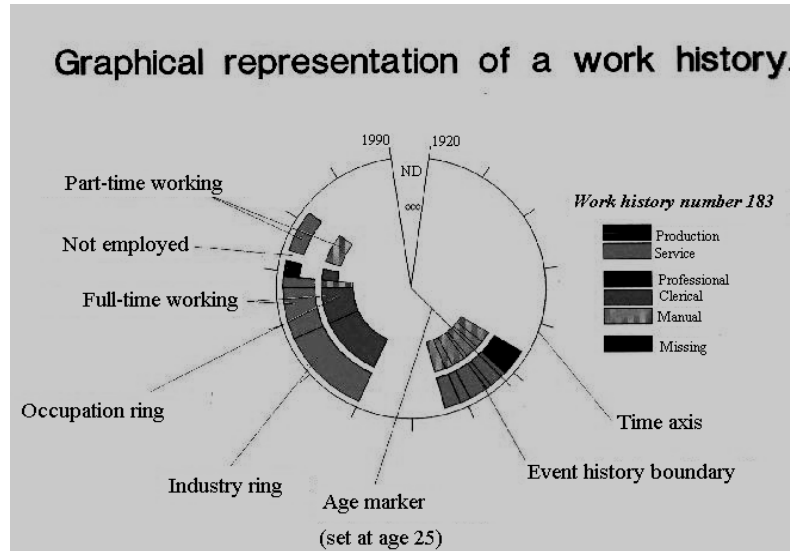 Graphical representation of a work history.
1990
1920
ND
Part-time working
Work history number 183
Not employed
Production
Service
Full-time working
Professional
Clerical
Manual
Missing
Occupation ring
Time axis
Industry ring
Event history boundary
Age marker
(set at age 25)